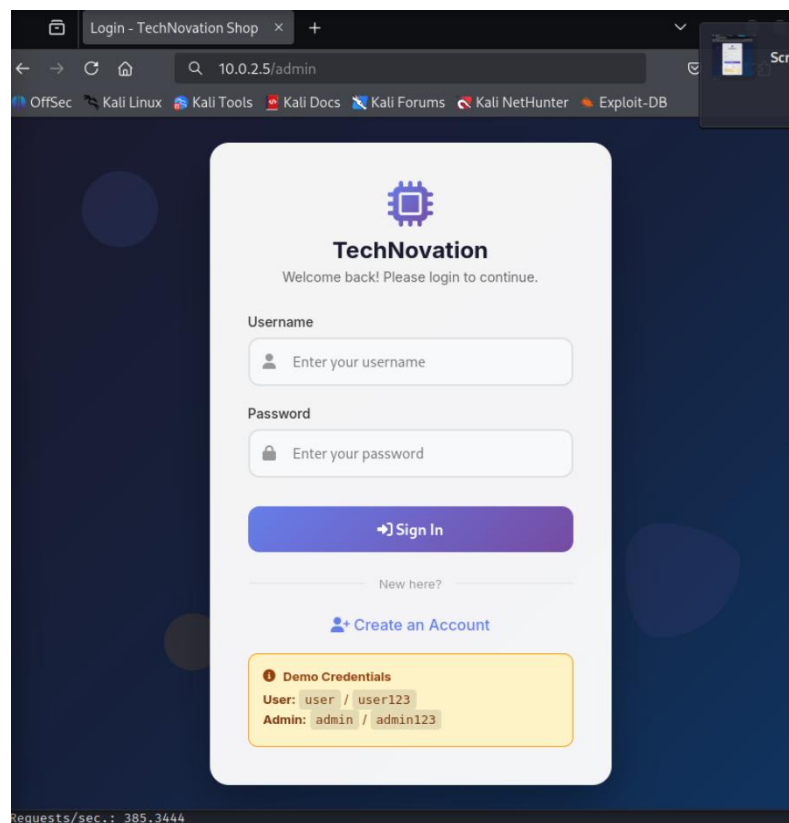 Login - TechNovation Shop
10.0.2.5/admin
Scr
OffSec Kali Linux Kali Tools Kali Docs Kali Forums Kali NetHunter Exploit-DB
TechNovation
Welcome back! Please login to continue.
Username
Enter your username
Password
Enter your password
Sign In
New here?
Create an Account
Demo Credentials
User: user / user123
Admin: admin / admin123
Requests/sec.: 385.3444